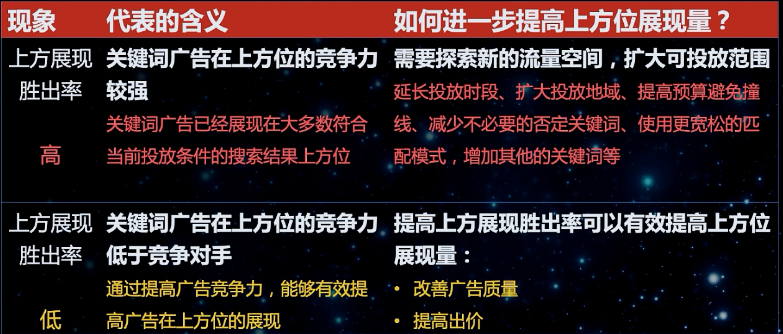 现象 代表的含义 如何进一步提高上方位展现量？
上方展现 关键词广告在上方位的竞争力 需要探索新的流量空间，扩大可投放范围
胜出率 较强 延长投放时段、扩大投放地域、提高预算避免撞
关键词广告已经展现在大多数符合 线、减少不必要的否定关键词、使用更宽松的匹
高 当前投放条件的搜索结果上方位 配模式，增加其他的关键词等
上方展现 关键词广告在上方位的竞争力 提高上方展现胜出率可以有效提高上方位
胜出率 低于竞争对手 展现量：
通过提高广告竞争力，能够有效提 • 改善广告质量
低 高广告在上方位的展现 • 提高出价